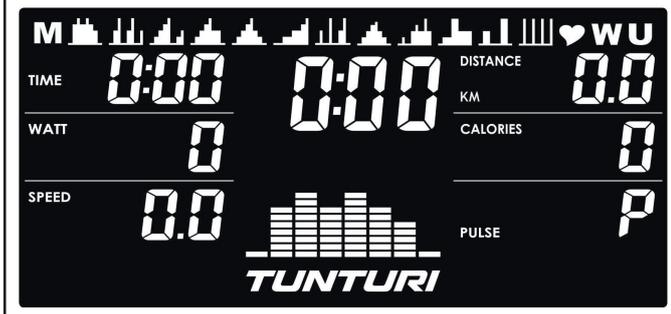 M WU
TIME 0:00
0:00
DISTANCE
KM 0.0
WATT 0
CALORIES 0
SPEED 0.0
PULSE P
TUNTURI